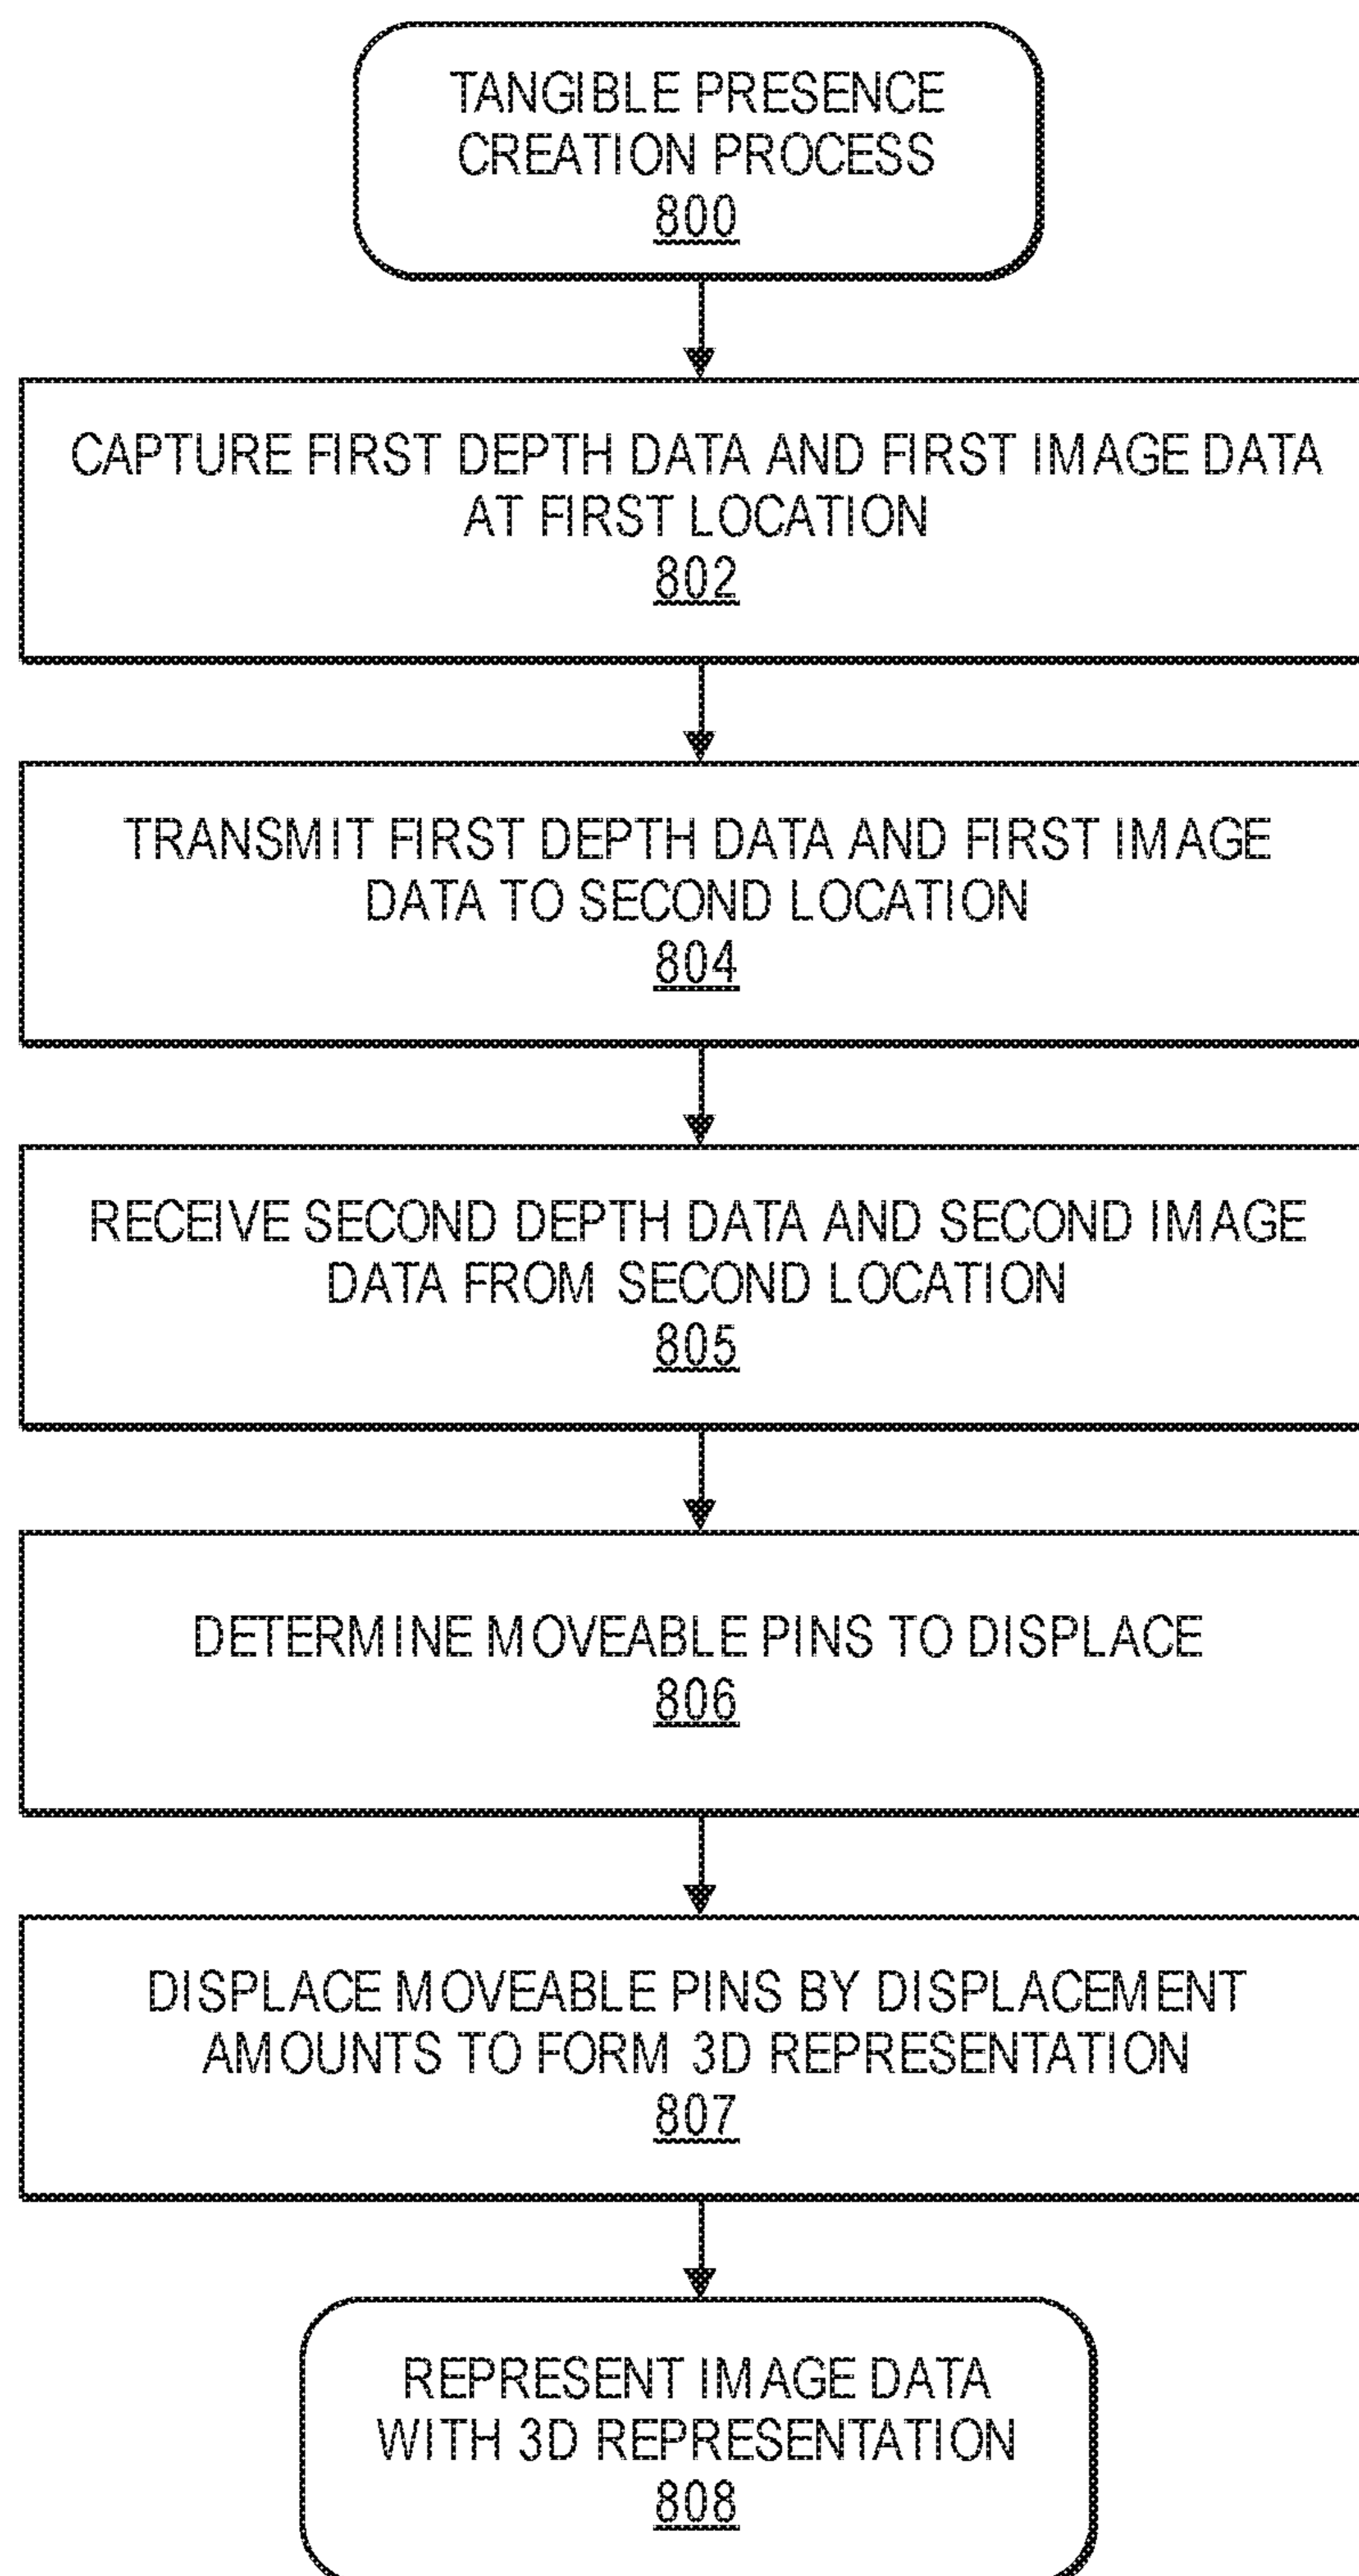 TANGIBLE PRESENCE
CREATION PROCESS
800
CAPTURE FIRST DEPTH DATA AND FIRST IMAGE DATA
AT FIRST LOCATION
802
TRANSMIT FIRST DEPTH DATA AND FIRST IMAGE
DATA TO SECOND LOCATION
804
RECEIVE SECOND DEPTH DATA AND SECOND IMAGE
DATA FROM SECOND LOCATION
805
DETERMINE MOVEABLE PINS TO DISPLACE
806
DISPLACE MOVEABLE PINS BY DISPLACEMENT
AMOUNTS TO FORM 3D REPRESENTATION
807
REPRESENT IMAGE DATA
WITH 3D REPRESENTATION
808